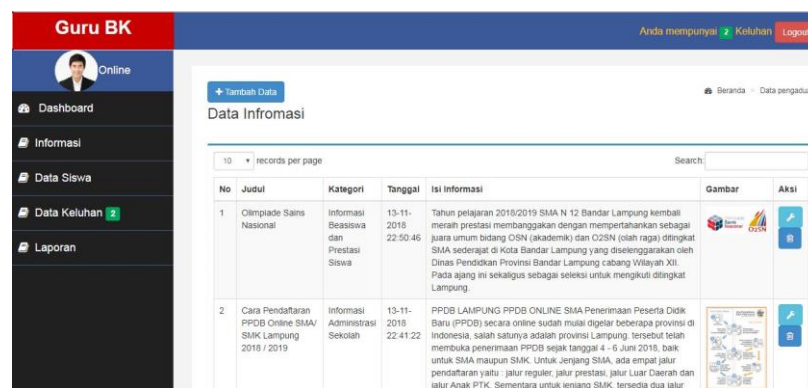 Guru BK
Anda mempunyai 2 Keluhan Logout
Online
Dashboard
Informasi
Data Siswa
Data Keluhan 2
Laporan
+ Tambah Data
Beranda > Data pengadua
Data Infromasi
10 records per page
Search:
No Judul Kategori Tanggal Isi Informasi Gambar Aksi
1 Olimpiade Sains Nasional
Informasi Beasiswa dan Prestasi Siswa
13-11-2018 22:50:46
Tahun pelajaran 2018/2019 SMA N 12 Bandar Lampung kembali
meraih prestasi membanggakan dengan mempertahankan sebagai
juara umum bidang OSN (akademik) dan O2SN (olah raga) ditingkat
SMA sederajat di Kota Bandar Lampung yang diselenggarakan oleh
Dinas Pendidkan Provinsi Bandar Lampung cabang Wilayah XII.
Pada ajang ini sekaligus sebagai seleksi untuk mengikuti ditingkat
Lampung.
O2SN
2 Cara Pendaftaran PPDB Online SMA/ SMK Lampung 2018 / 2019
Informasi Administrasi Sekolah
13-11-2018 22:41:22
PPDB LAMPUNG PPDB ONLINE SMA Penerimaan Peserta Didik
Baru (PPDB) secara online sudah mulai digelar beberapa provinsi di
Indonesia, salah satunya adalah provinsi Lampung. tersebut telah
membuka penerimaan PPDB sejak tanggal 4 - 6 Juni 2018, baik
untuk SMA maupun SMK. Untuk Jenjang SMA, ada empat jalur
pendaftaran yaitu : jalur reguler, jalur prestasi, jalur Luar Daerah dan
jalur Anak PTK. Sementara untuk jenjang SMK, tersedia dua jalur